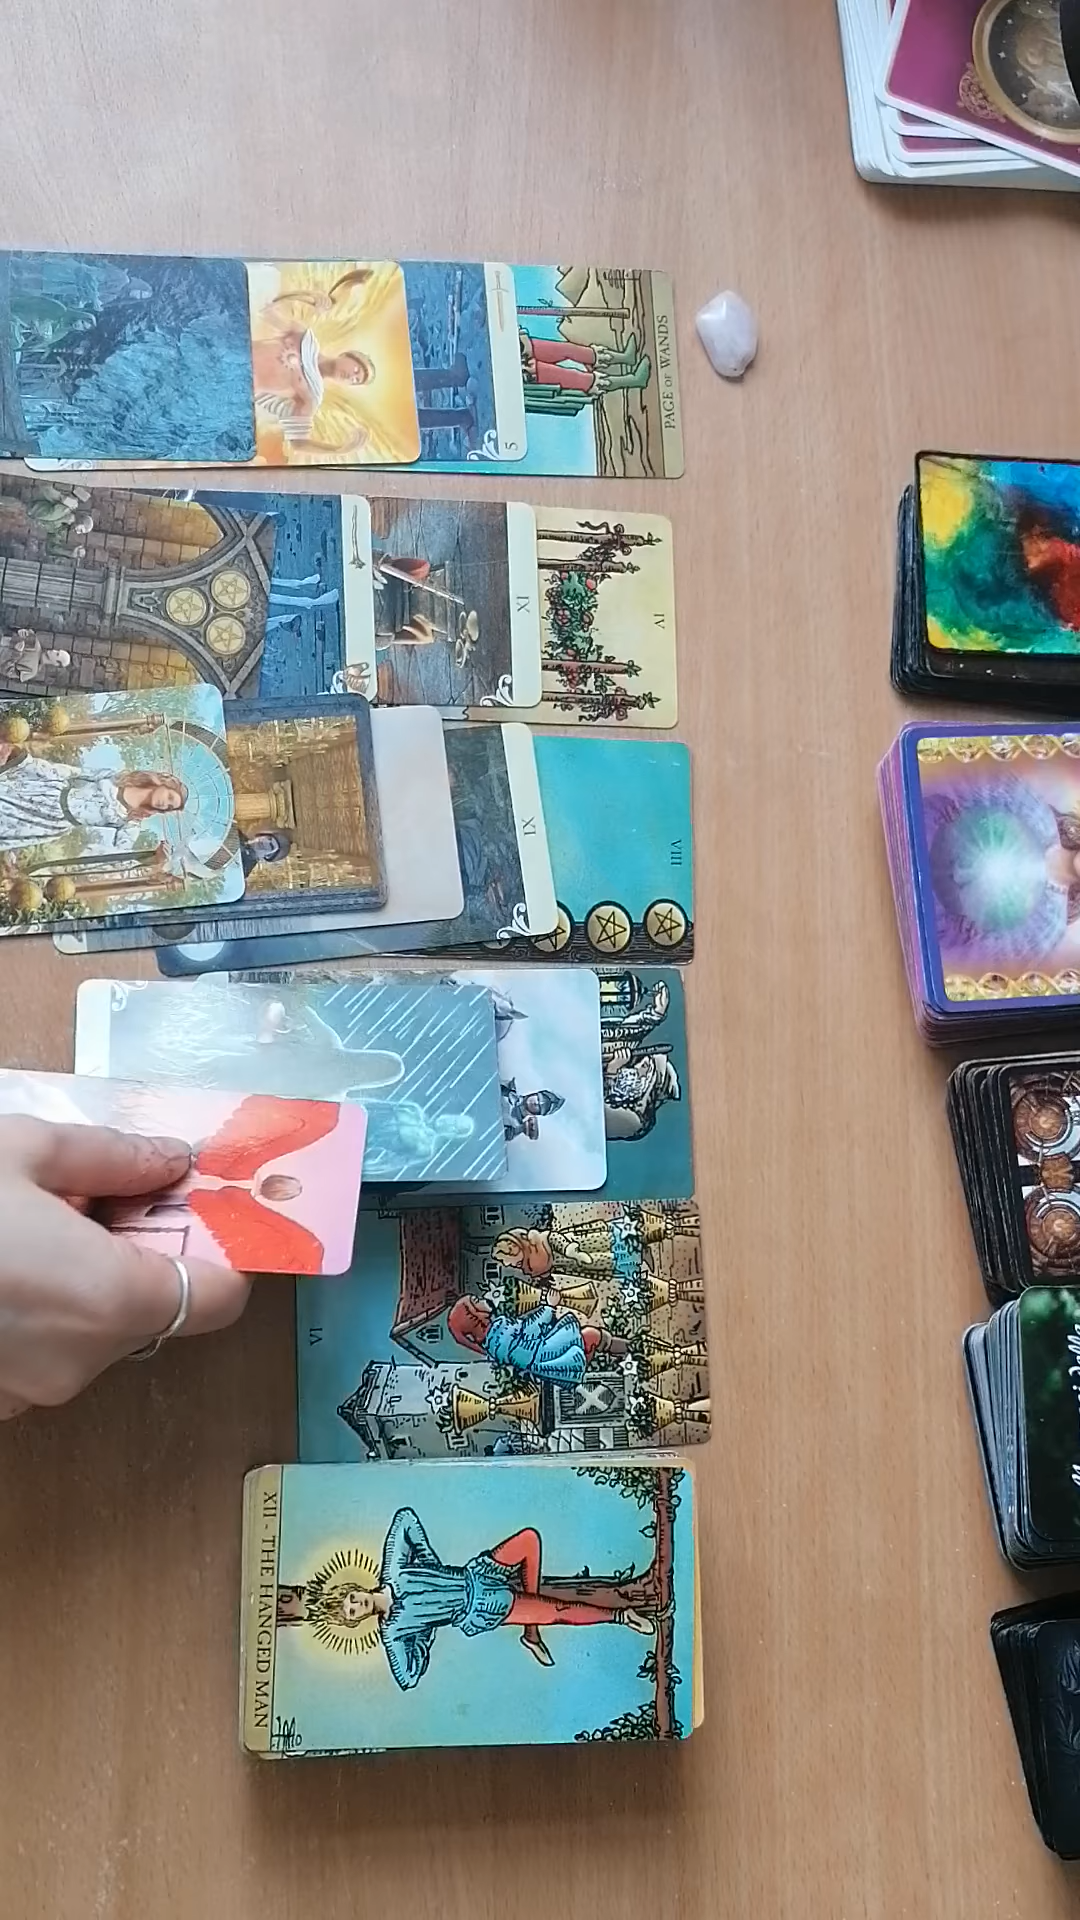 PAGE OF WANDS
5
XI
IV
IX
VIII
VI
XII - THE HANGED MAN